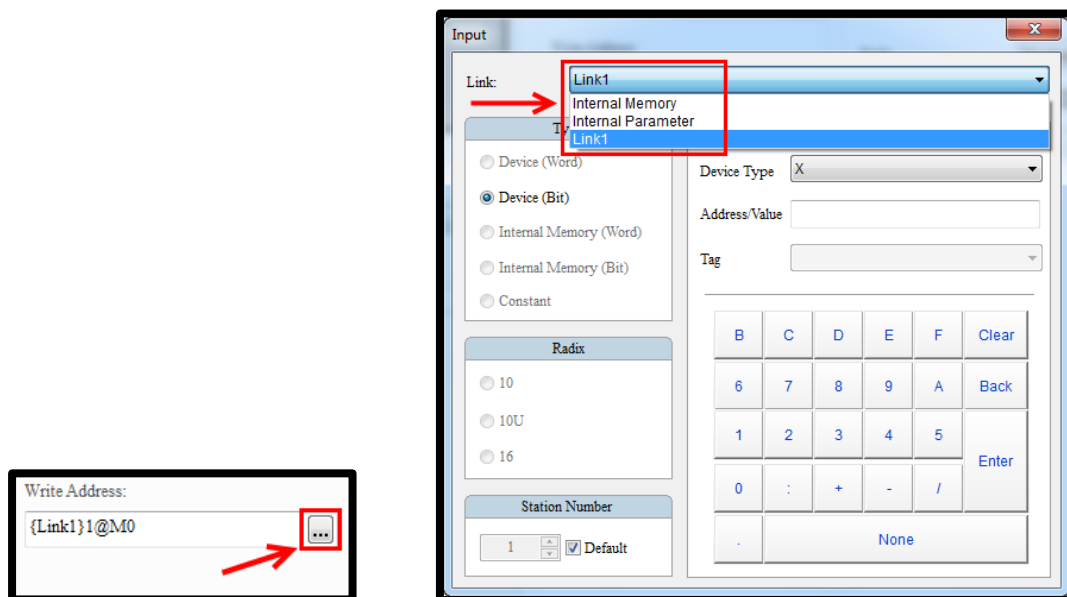 Input
Link:
Link1
Internal Memory
Internal Parameter
Link1
Device (Word)
Device (Bit)
Internal Memory (Word)
Internal Memory (Bit)
Constant
Radix
10
10U
16
Station Number
1
Default
Device Type
X
Address/Value
Tag
B C D E F Clear
6 7 8 9 A Back
1 2 3 4 5
Enter
0 : + - /
. None
Write Address:
{Link1}1@M0
...